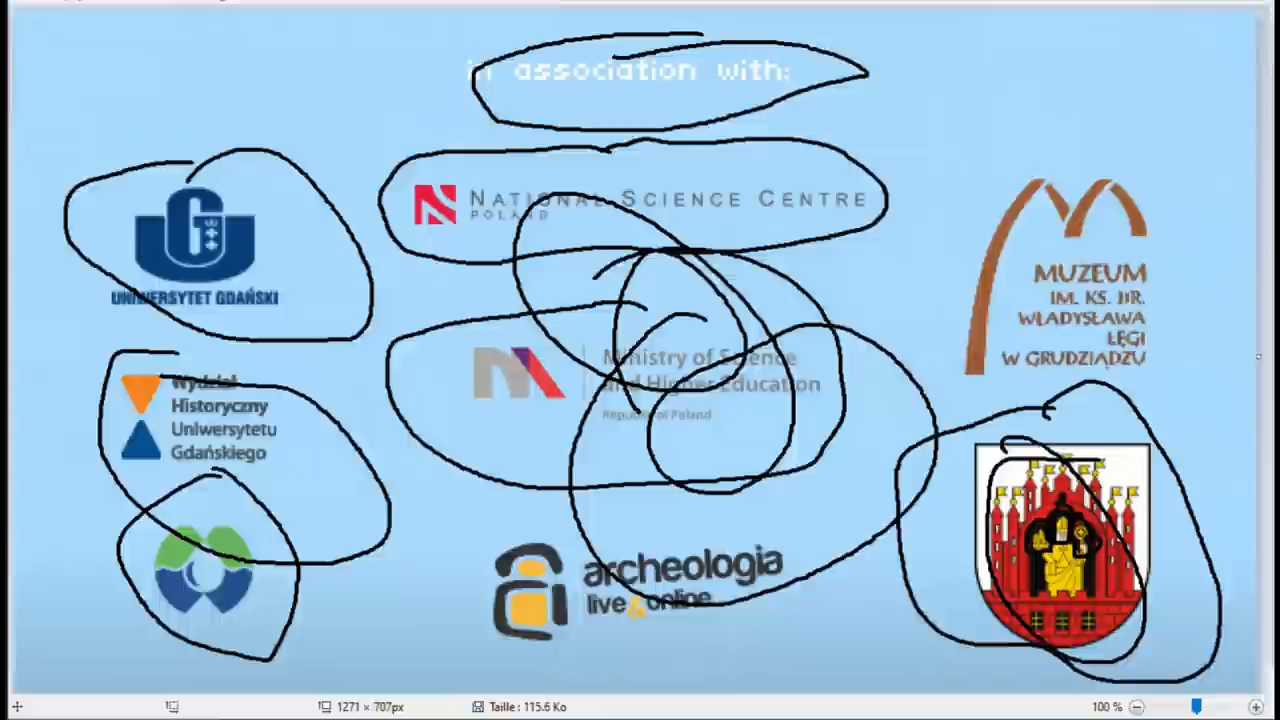 in association with:
UNIWERSYTET GDAŃSKI
NATIONAL SCIENCE CENTRE
POLAND
MUZEUM
IM. KS. DR.
WŁADYSŁAWA
ŁĘGI
W GRUDZIĄDZU
Ministry of Science
and Higher Education
Republic of Poland
Wydział
Historyczny
Uniwersytetu
Gdańskiego
archeologia
live & online
1271 × 707px
Taille : 115.6 Ko
100 %